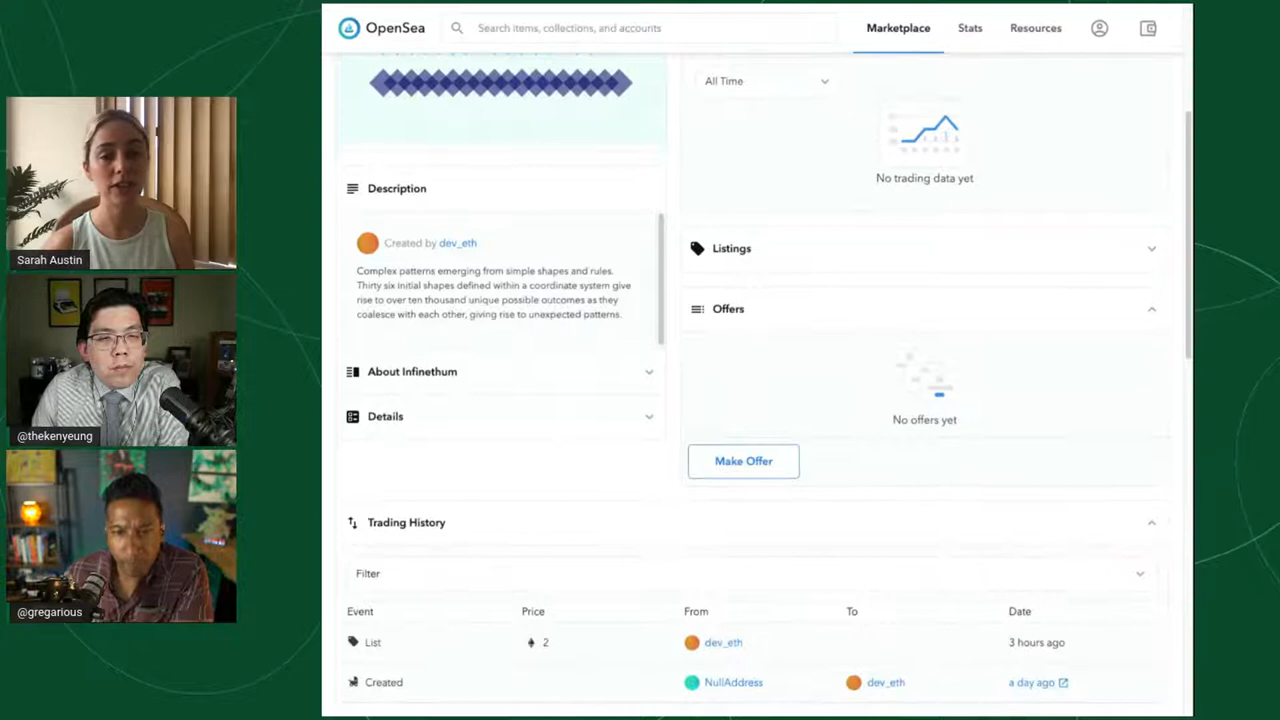 OpenSea
Search items, collections, and accounts
Marketplace
Stats
Resources
All Time
No trading data yet
Sarah Austin
Description
Created by dev_eth
Complex patterns emerging from simple shapes and rules.
Thirty six initial shapes defined within a coordinate system give
rise to over ten thousand unique possible outcomes as they
coalesce with each other, giving rise to unexpected patterns.
Listings
Offers
About Infinethum
Details
No offers yet
Make Offer
@thekenyeung
Trading History
Filter
Event Price From To Date
List 2 dev_eth 3 hours ago
Created NullAddress dev_eth a day ago
@gregarious